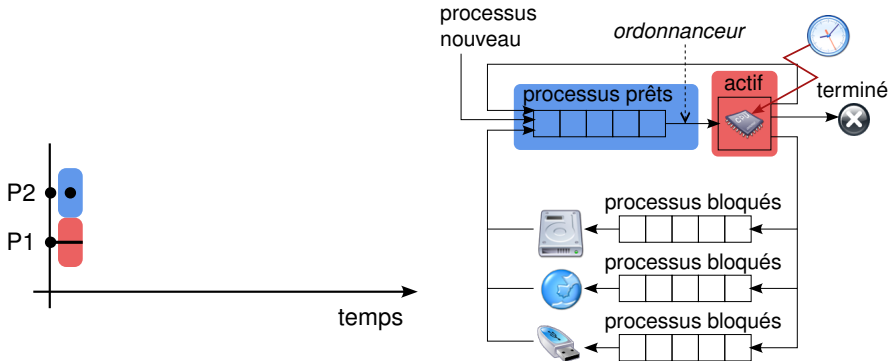 processus
nouveau
ordonnanceur
actif
processus prêts
terminé
P2
P1
temps
processus bloqués
processus bloqués
processus bloqués